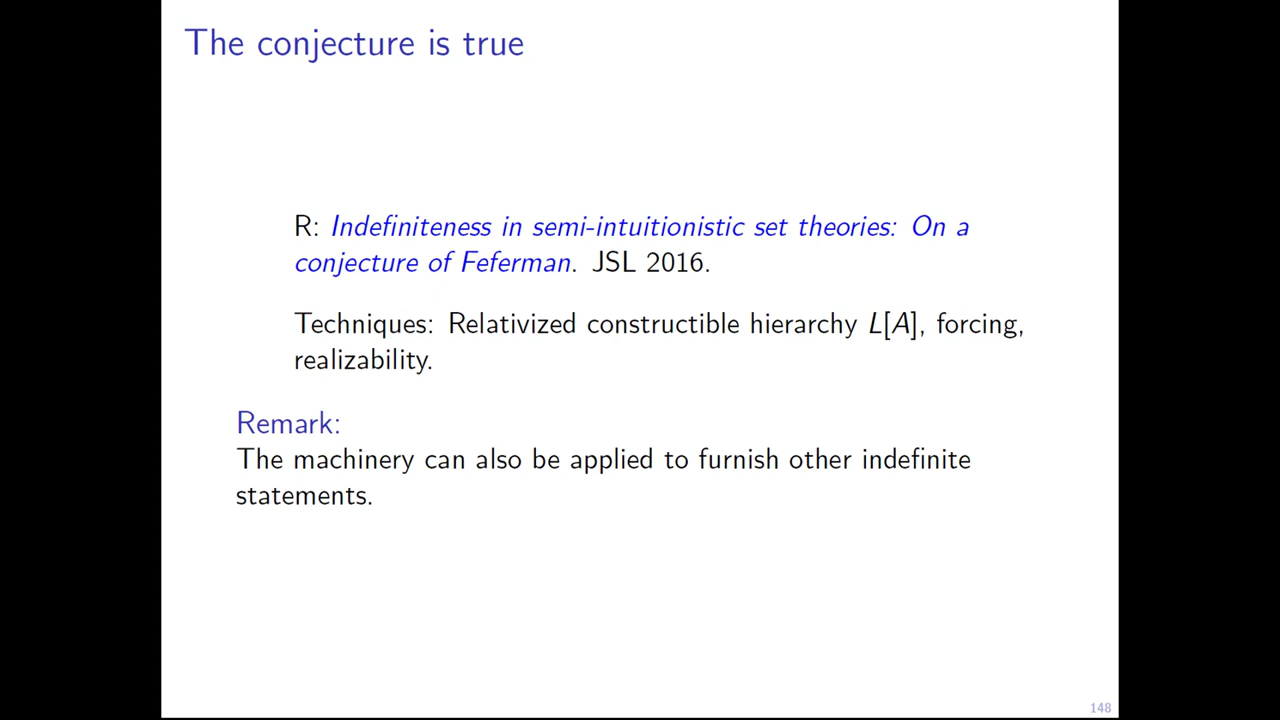 The conjecture is true
R: Indefiniteness in semi-intuitionistic set theories: On a
conjecture of Feferman. JSL 2016.
Techniques: Relativized constructible hierarchy L[A], forcing,
realizability.
Remark:
The machinery can also be applied to furnish other indefinite
statements.
148